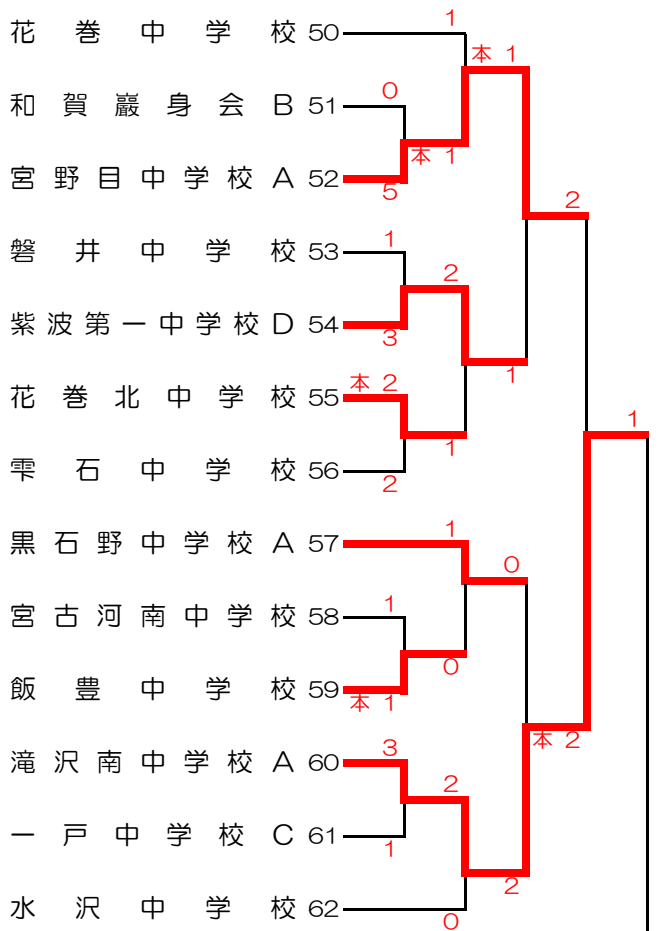 花巻中学校 50 1
本 1
和賀巖身会 B 51 0
本 1
宮野目中学校 A 52 5
2
磐井中学校 53 1
2
紫波第一中学校 D 54 3
1
花巻北中学校 55 本 2
1
1
雫石中学校 56 2
黒石野中学校 A 57 1
0
宮古河南中学校 58 1
0
飯豊中学校 59 本 1
本 2
滝沢南中学校 A 60 3
2
一戸中学校 C 61 1
2
水沢中学校 62 0